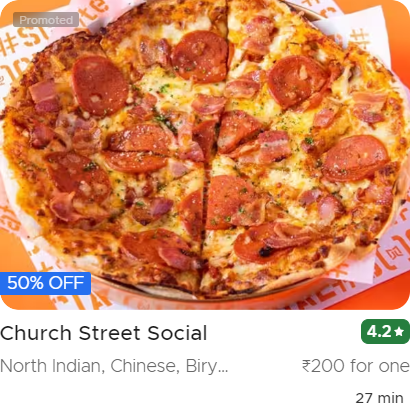 Promoted
50% OFF
Church Street Social
4.2★
North Indian, Chinese, Biry...
₹200 for one
27 min